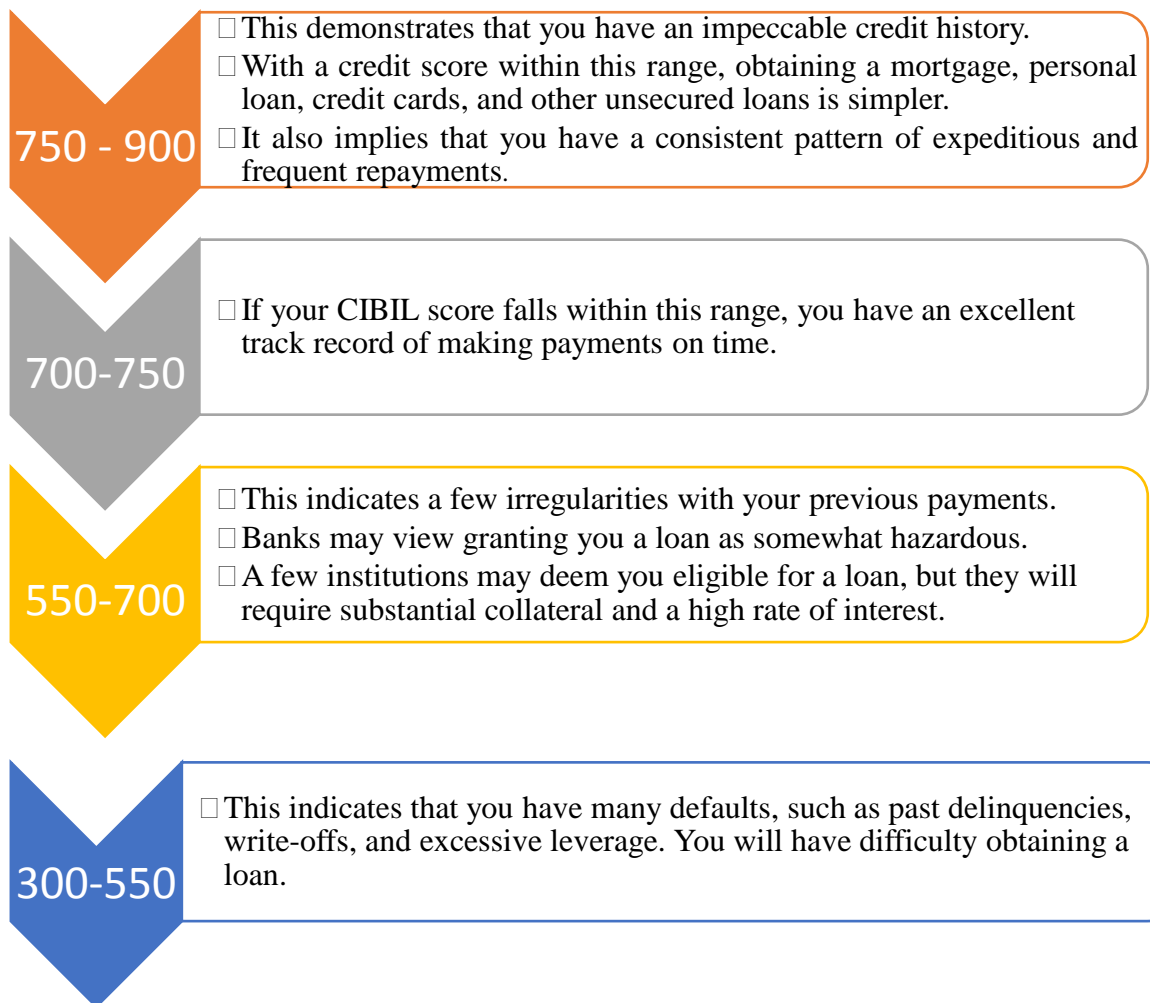 750 - 900
□ This demonstrates that you have an impeccable credit history.
□ With a credit score within this range, obtaining a mortgage, personal
loan, credit cards, and other unsecured loans is simpler.
□ It also implies that you have a consistent pattern of expeditious and
frequent repayments.
700-750
□ If your CIBIL score falls within this range, you have an excellent
track record of making payments on time.
550-700
□ This indicates a few irregularities with your previous payments.
□ Banks may view granting you a loan as somewhat hazardous.
□ A few institutions may deem you eligible for a loan, but they will
require substantial collateral and a high rate of interest.
300-550
□ This indicates that you have many defaults, such as past delinquencies,
write-offs, and excessive leverage. You will have difficulty obtaining a
loan.